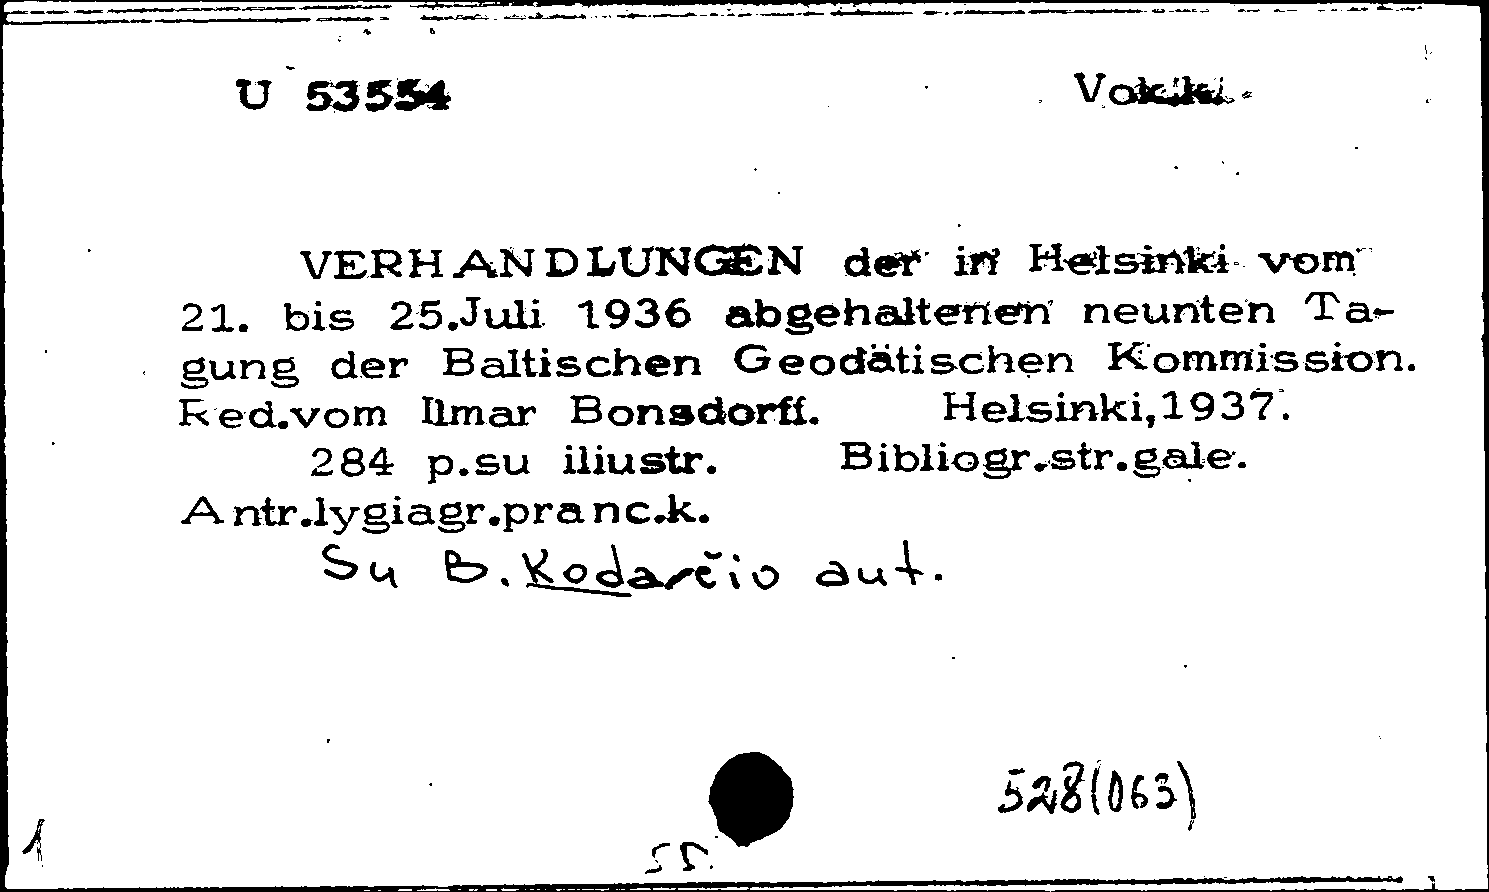 U 53554 Vokiki.
VERHANDLUNGEN der in Helsinki vom
21. bis 25.Juli 1936 abgehaltenen neunten Ta-
gung der Baltischen Geodätischen Kommission.
Red.vom Ilmar Bonsdorff. Helsinki,1937.
284 p.su iliustr. Bibliogr.str.gale.
Antr.lygiagr.pranc.k.
Su B. Kodarčio aut.
528(063)
1